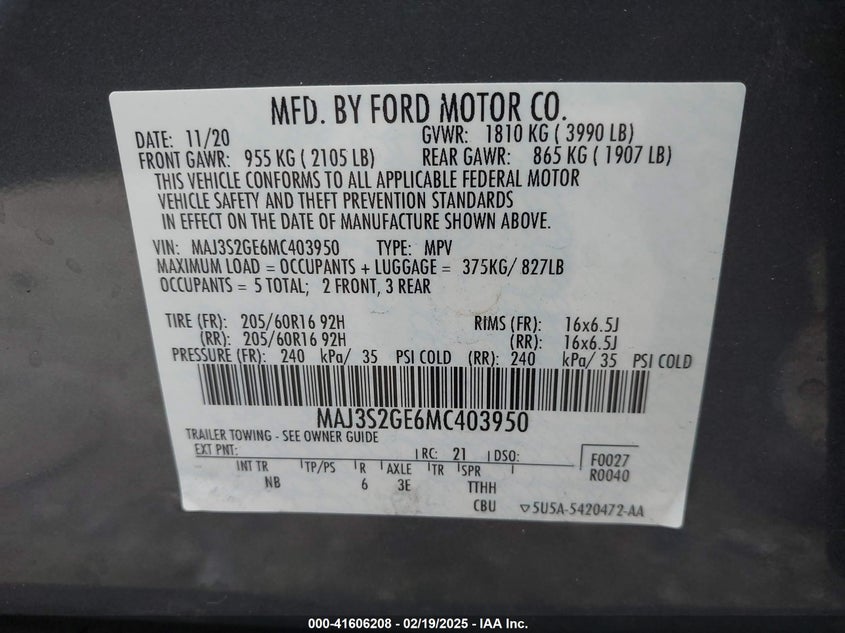 MFD. BY FORD MOTOR CO.
DATE: 11/20 GVWR: 1810 KG ( 3990 LB)
FRONT GAWR: 955 KG ( 2105 LB) REAR GAWR: 865 KG ( 1907 LB)
THIS VEHICLE CONFORMS TO ALL APPLICABLE FEDERAL MOTOR
VEHICLE SAFETY AND THEFT PREVENTION STANDARDS
IN EFFECT ON THE DATE OF MANUFACTURE SHOWN ABOVE.
VIN: MAJ3S2GE6MC403950 TYPE: MPV
MAXIMUM LOAD = OCCUPANTS + LUGGAGE = 375KG/ 827LB
OCCUPANTS = 5 TOTAL; 2 FRONT, 3 REAR
TIRE (FR): 205/60R16 92H RIMS (FR): 16x6.5J
(RR): 205/60R16 92H (RR): 16x6.5J
PRESSURE (FR): 240 kPa/ 35 PSI COLD (RR): 240 kPa/ 35 PSI COLD
MAJ3S2GE6MC403950
TRAILER TOWING - SEE OWNER GUIDE
EXT PNT: RC: 21 DSO: F0027
INT TR TP/PS R AXLE TR SPR R0040
NB 6 3E TTHH
CBU ▽5U5A-5420472-AA
000-41606208 - 02/19/2025 - IAA Inc.